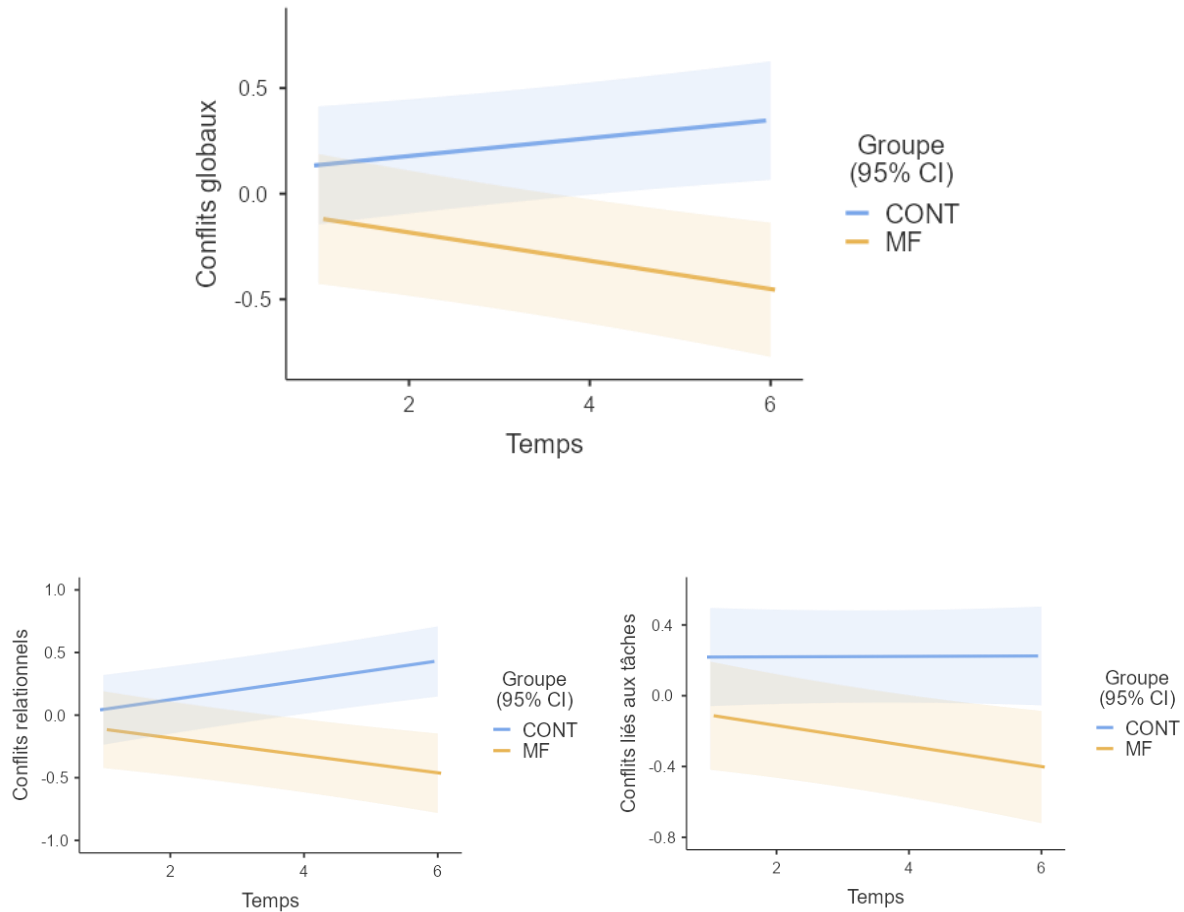 Conflits globaux
0.5
0.0
-0.5
2
4
6
Temps
Groupe
(95% CI)
CONT
MF
Conflits relationnels
1.0
0.5
0.0
-0.5
-1.0
2
4
6
Temps
Groupe
(95% CI)
CONT
MF
Conflits liés aux tâches
0.4
0.0
-0.4
-0.8
2
4
6
Temps
Groupe
(95% CI)
CONT
MF